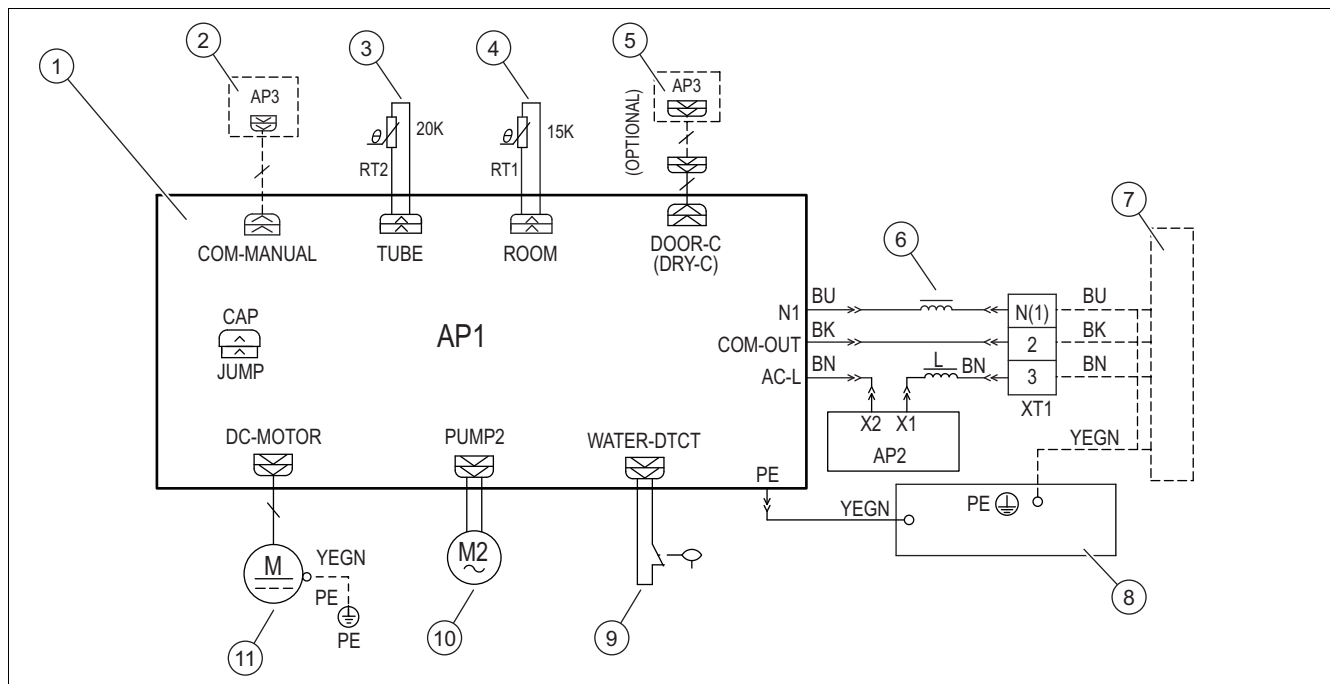 1
2
3
4
5
6
7
8
9
10
11
AP3
20K
RT2
15K
RT1
AP3
(OPTIONAL)
COM-MANUAL
TUBE
ROOM
DOOR-C
(DRY-C)
CAP
JUMP
AP1
N1
BU
COM-OUT
BK
AC-L
BN
L
BN
N(1)
2
3
XT1
BU
BK
BN
X2
X1
AP2
YEGN
DC-MOTOR
PUMP2
WATER-DTCT
PE
YEGN
PE
M
YEGN
PE
PE
M2
θ
θ